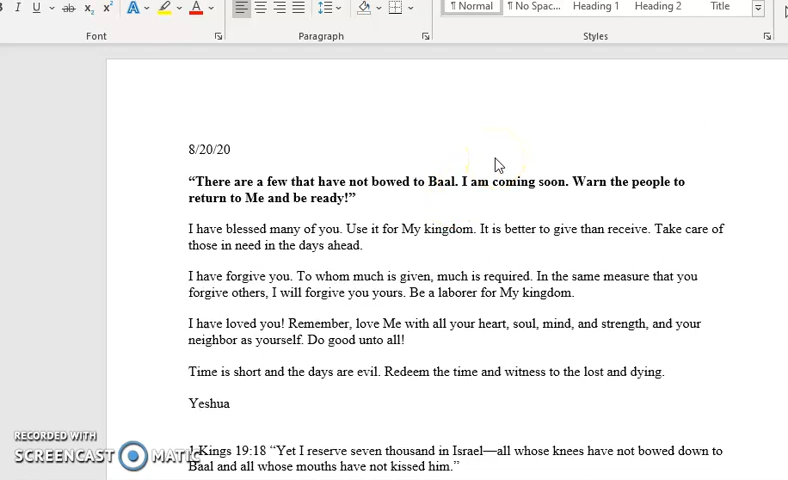 I U ab x₂ x² A A Normal No Spac... Heading 1 Heading 2 Title
Font Paragraph Styles
8/20/20
“There are a few that have not bowed to Baal. I am coming soon. Warn the people to
return to Me and be ready!”
I have blessed many of you. Use it for My kingdom. It is better to give than receive. Take care of
those in need in the days ahead.
I have forgive you. To whom much is given, much is required. In the same measure that you
forgive others, I will forgive you yours. Be a laborer for My kingdom.
I have loved you! Remember, love Me with all your heart, soul, mind, and strength, and your
neighbor as yourself. Do good unto all!
Time is short and the days are evil. Redeem the time and witness to the lost and dying.
Yeshua
RECORDED WITH
SCREENCAST MATIC
1 Kings 19:18 “Yet I reserve seven thousand in Israel—all whose knees have not bowed down to
Baal and all whose mouths have not kissed him.”